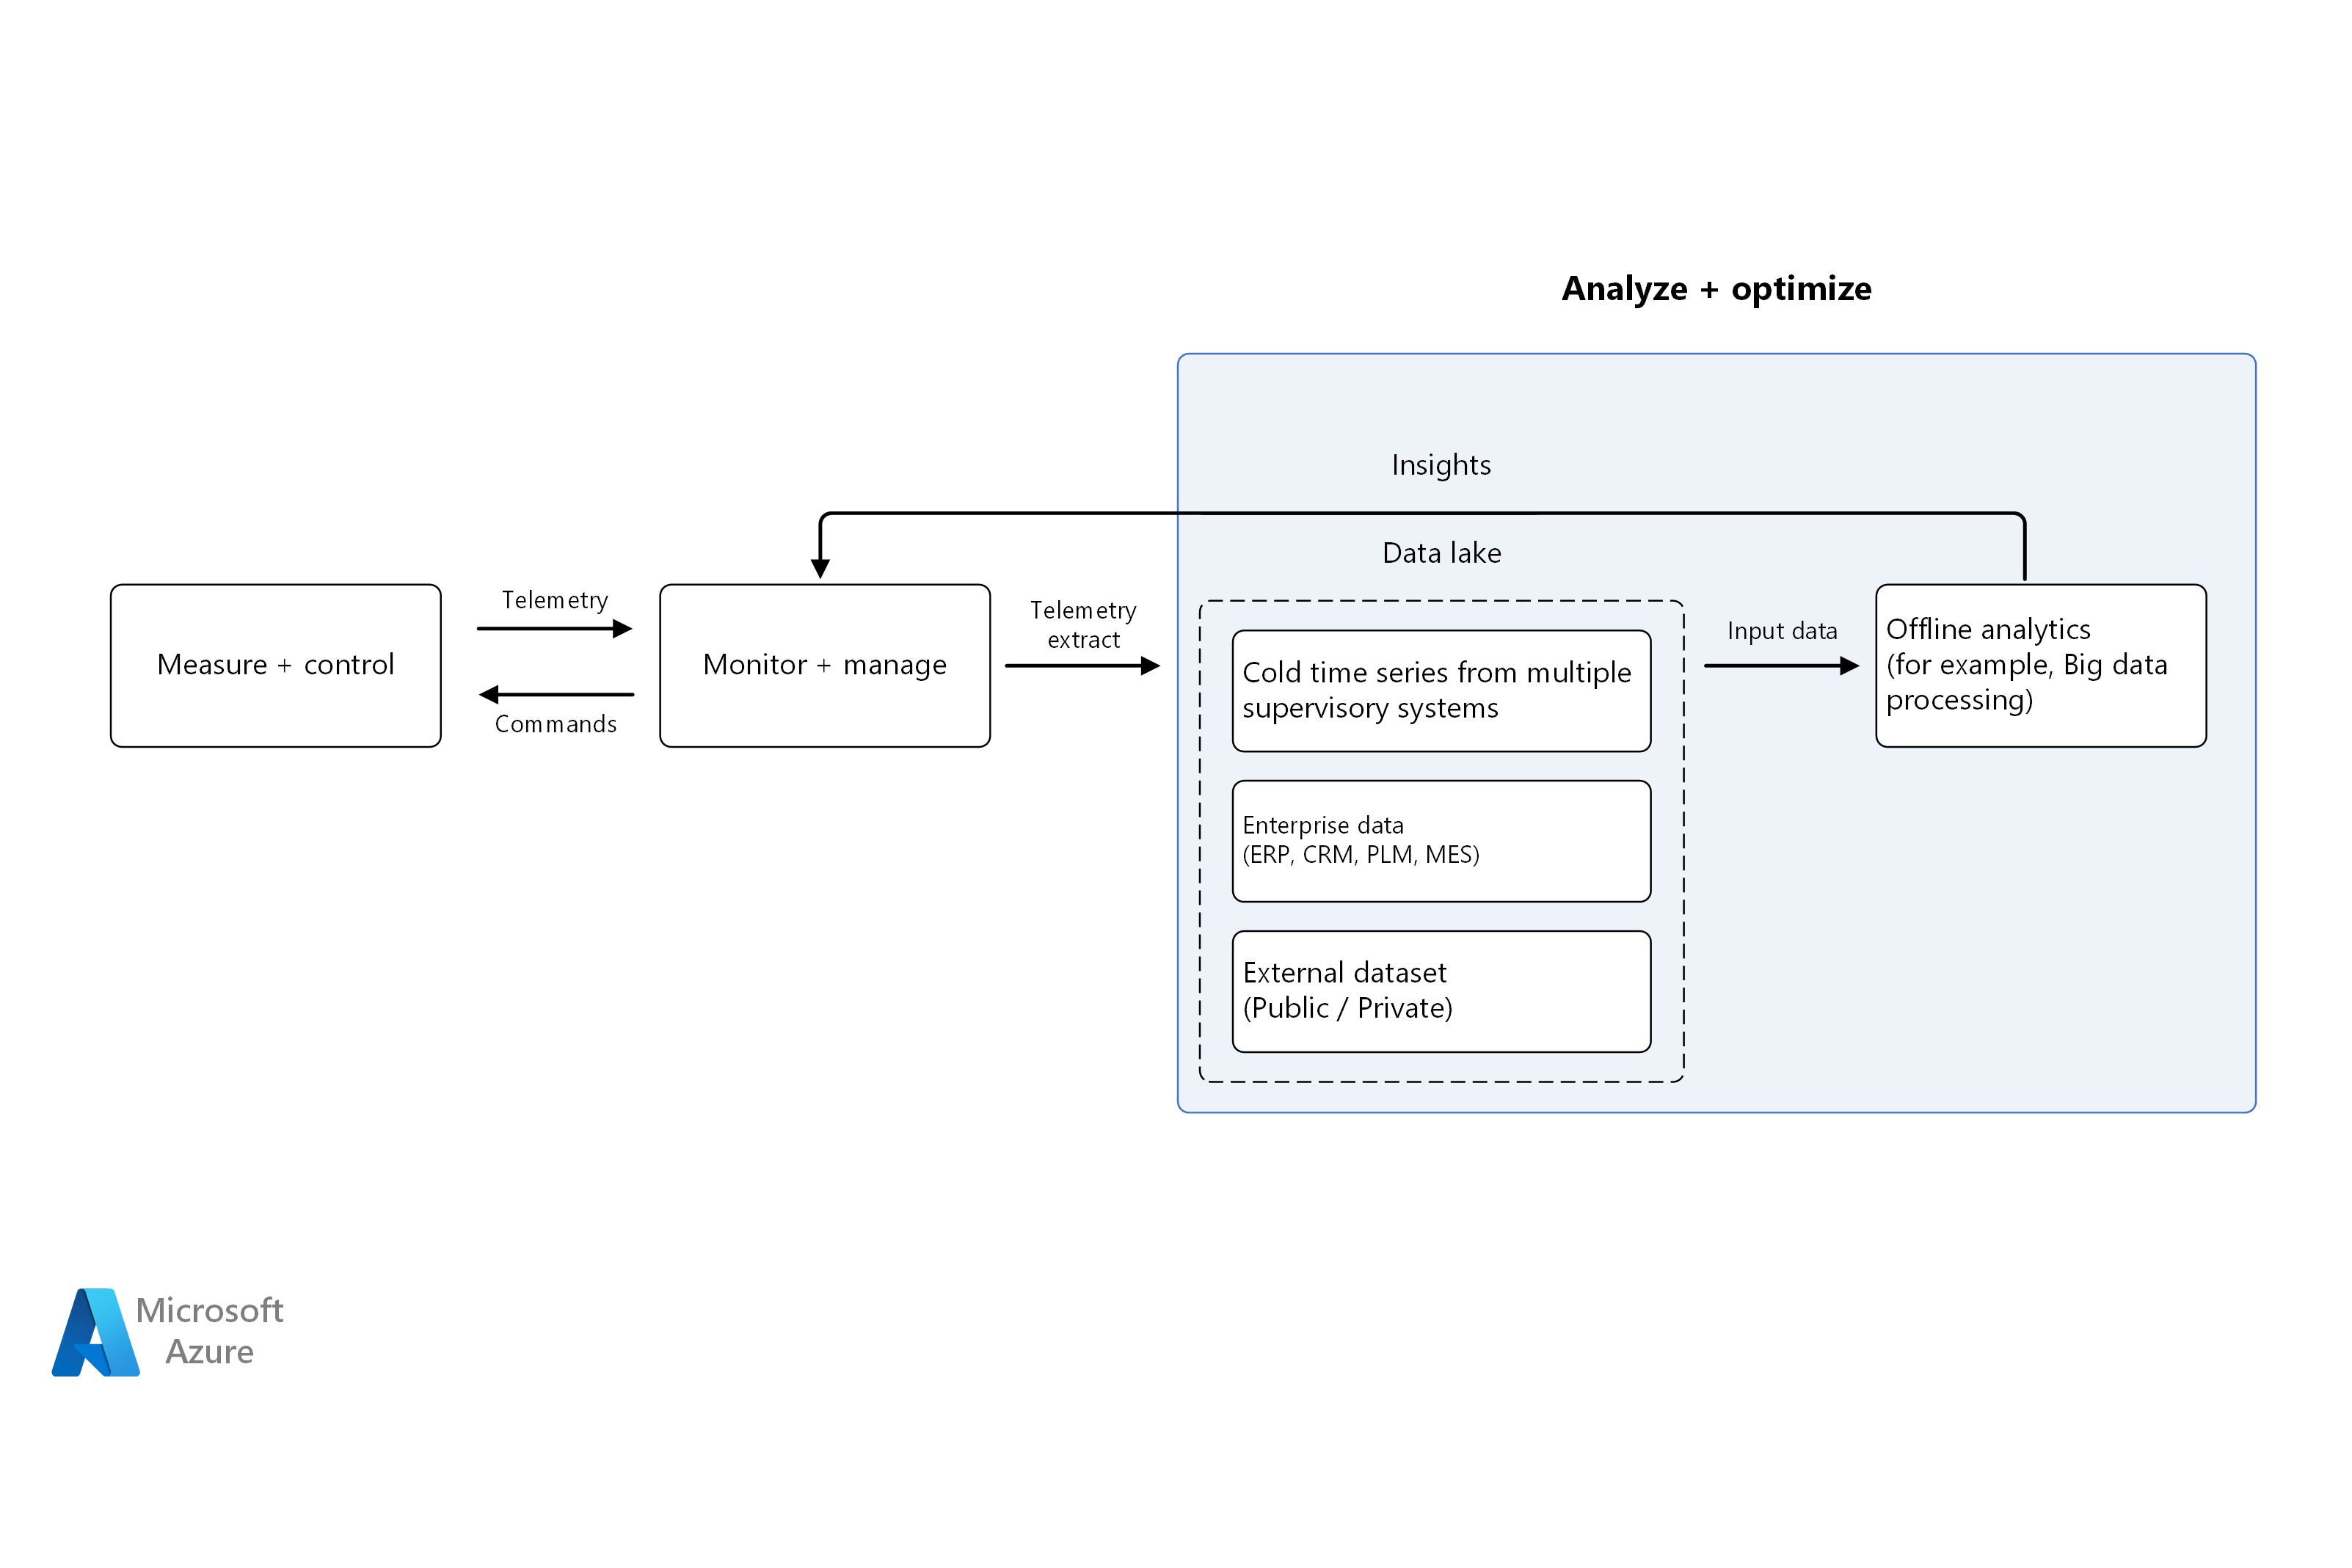 Analyze + optimize
Insights
Data lake
Measure + control
Telemetry
Commands
Monitor + manage
Telemetry
extract
Cold time series from multiple
supervisory systems
Enterprise data
(ERP, CRM, PLM, MES)
External dataset
(Public / Private)
Input data
Offline analytics
(for example, Big data
processing)
Microsoft
Azure